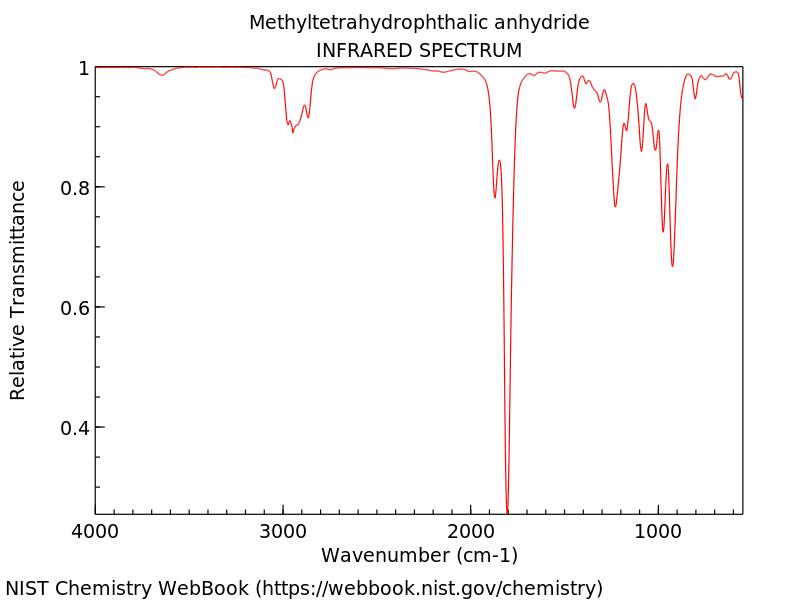 Methyltetrahydrophthalic anhydride
INFRARED SPECTRUM
1
0.8
0.6
0.4
Relative Transmittance
4000 3000 2000 1000
Wavenumber (cm-1)
NIST Chemistry WebBook (https://webbook.nist.gov/chemistry)